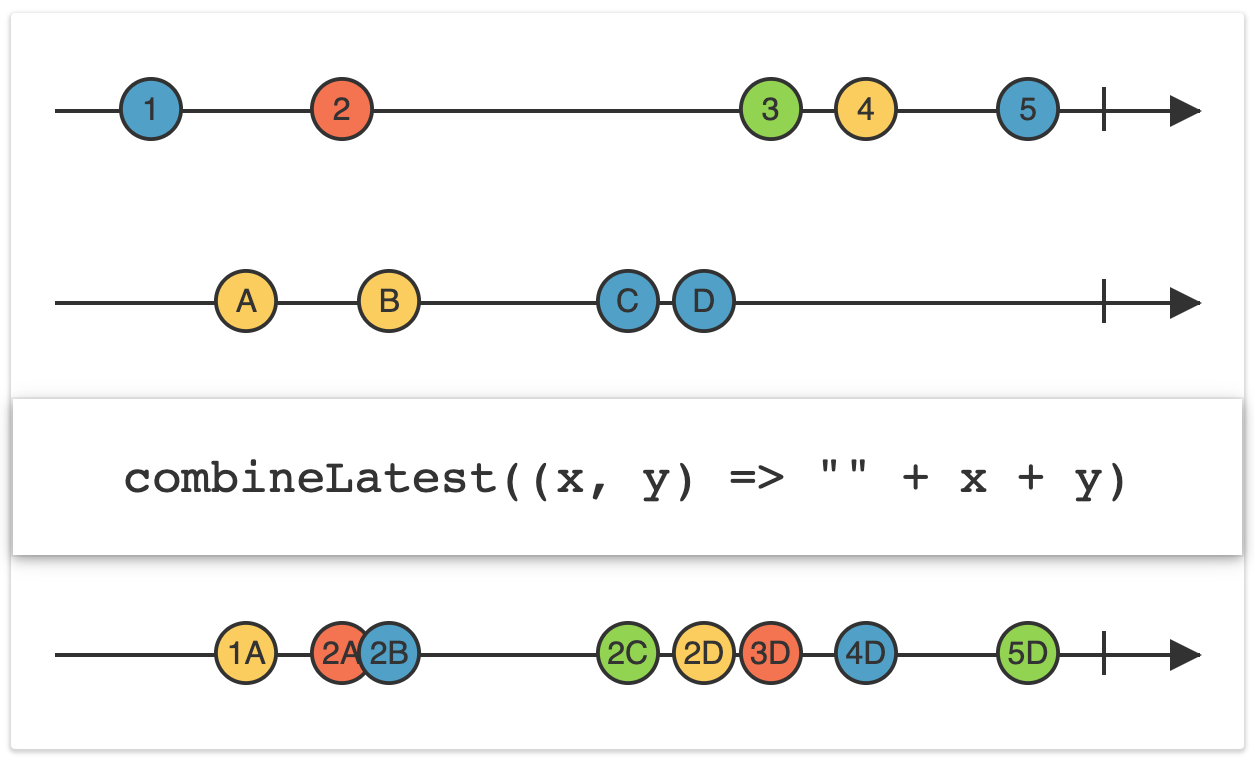 1 2 3 4 5
A B C D
combineLatest((x, y) => "" + x + y)
1A 2A 2B 2C 2D 3D 4D 5D